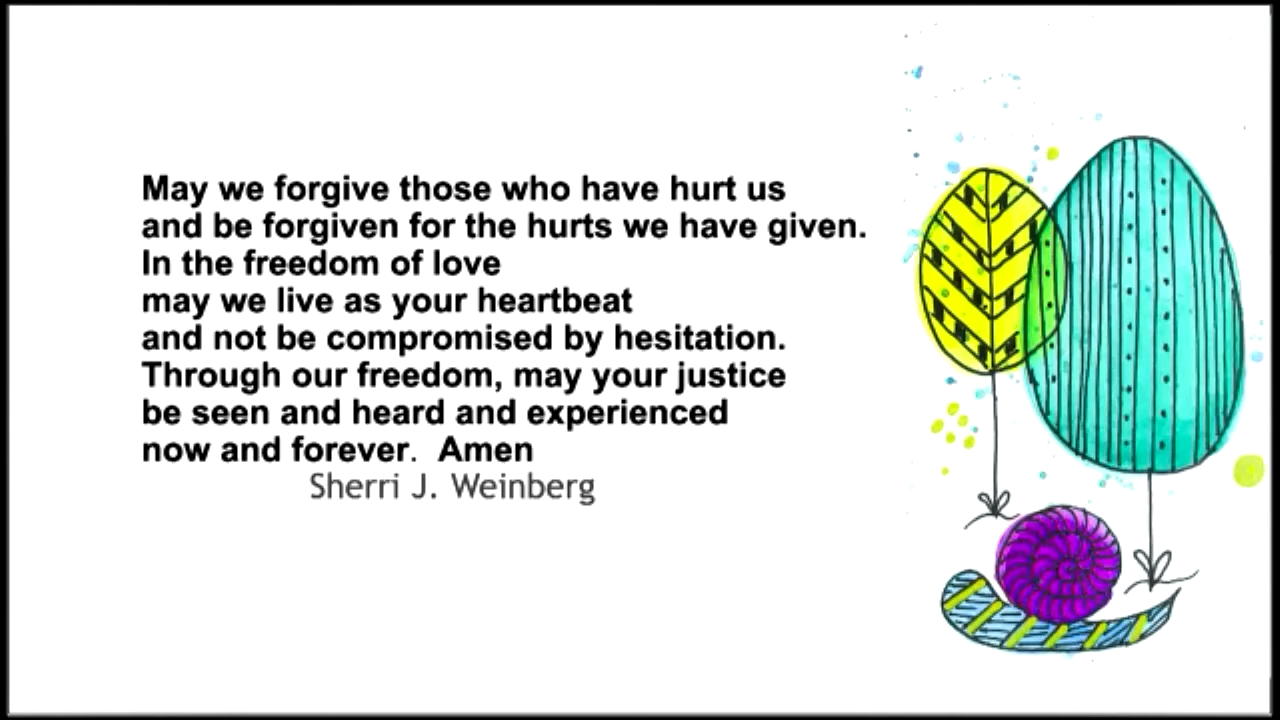 May we forgive those who have hurt us
and be forgiven for the hurts we have given.
In the freedom of love
may we live as your heartbeat
and not be compromised by hesitation.
Through our freedom, may your justice
be seen and heard and experienced
now and forever.  Amen
Sherri J. Weinberg